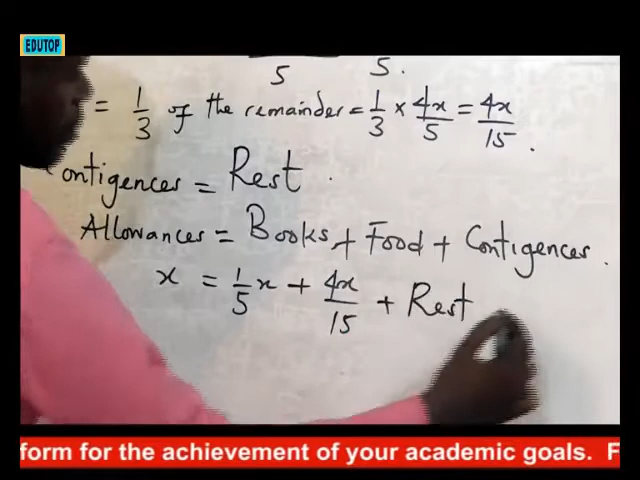 EDUTOP
5 5.
= 1/3 of the remainder = 1/3 × 4x/5 = 4x/15 .
ontigences = Rest .
Allowances = Books + Food + Contigences .
x = 1/5 x + 4x/15 + Rest
form for the achievement of your academic goals. F